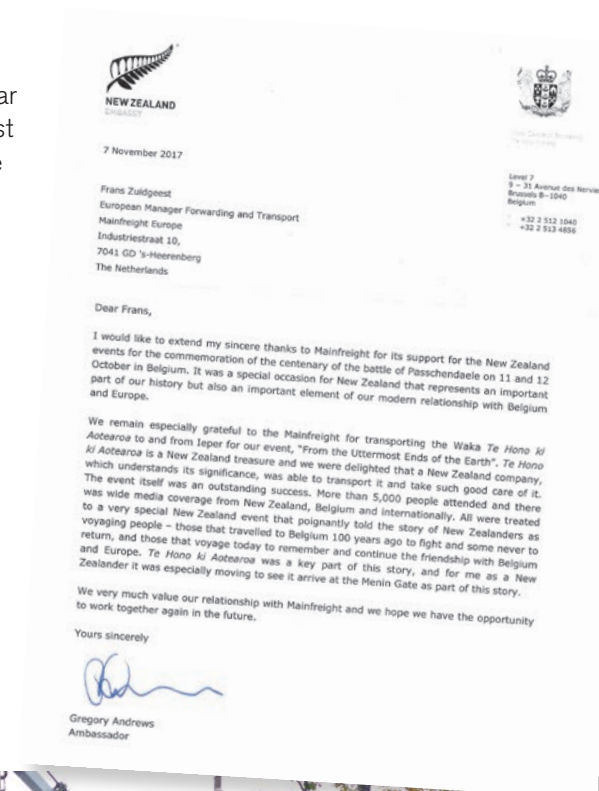 ar
st
e
NEW ZEALAND
EMBASSY
7 November 2017
Level 7
9 – 31 Avenue des Nervie
Brussels B–1040
Belgium
+32 2 512 1040
+32 2 513 4856
Frans Zuidgeest
European Manager Forwarding and Transport
Mainfreight Europe
Industriestraat 10,
7041 GD 's-Heerenberg
The Netherlands
Dear Frans,
I would like to extend my sincere thanks to Mainfreight for its support for the New Zealand
events for the commemoration of the centenary of the battle of Passchendaele on 11 and 12
October in Belgium. It was a special occasion for New Zealand that represents an important
part of our history but also an important element of our modern relationship with Belgium
and Europe.
We remain especially grateful to the Mainfreight for transporting the Waka Te Hono ki
Aotearoa to and from Ieper for our event, "From the Uttermost Ends of the Earth". Te Hono
ki Aotearoa is a New Zealand treasure and we were delighted that a New Zealand company,
which understands its significance, was able to transport it and take such good care of it.
The event itself was an outstanding success. More than 5,000 people attended and there
was wide media coverage from New Zealand, Belgium and internationally. All were treated
to a very special New Zealand event that poignantly told the story of New Zealanders as
voyaging people – those that travelled to Belgium 100 years ago to fight and some never to
return, and those that voyage today to remember and continue the friendship with Belgium
and Europe. Te Hono ki Aotearoa was a key part of this story, and for me as a New
Zealander it was especially moving to see it arrive at the Menin Gate as part of this story.
We very much value our relationship with Mainfreight and we hope we have the opportunity
to work together again in the future.
Yours sincerely
Gregory Andrews
Ambassador